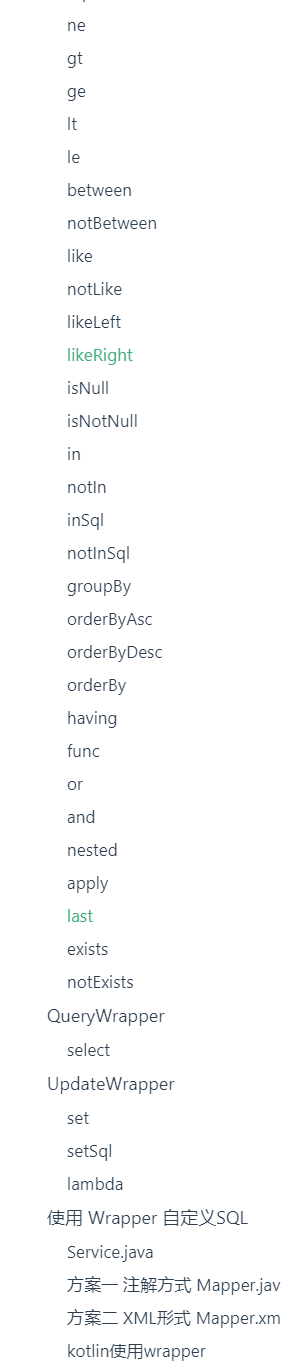 ne
gt
ge
lt
le
between
notBetween
like
notLike
likeLeft
likeRight
isNull
isNotNull
in
notIn
inSql
notInSql
groupBy
orderByAsc
orderByDesc
orderBy
having
func
or
and
nested
apply
last
exists
notExists
QueryWrapper
select
UpdateWrapper
set
setSql
lambda
使用 Wrapper 自定义SQL
Service.java
方案一 注解方式 Mapper.jav
方案二 XML形式 Mapper.xm
kotlin使用wrapper